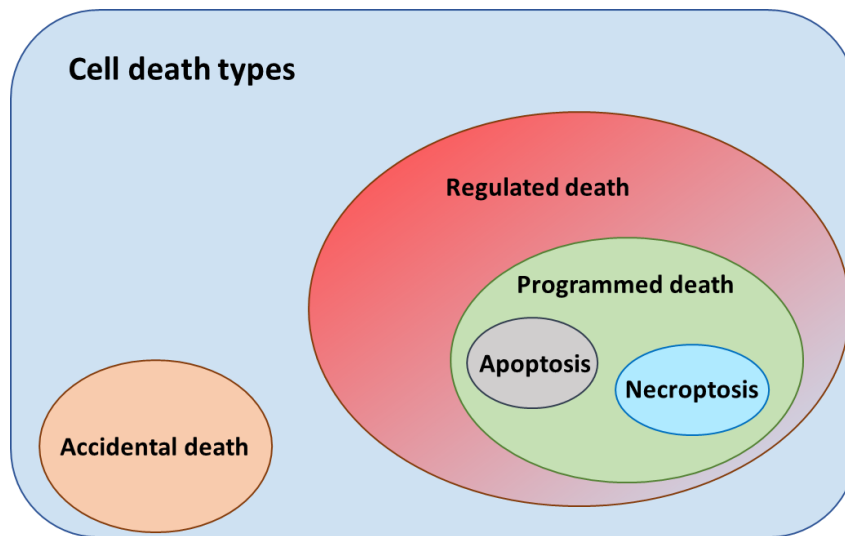 Cell death types
Regulated death
Programmed death
Apoptosis
Necroptosis
Accidental death